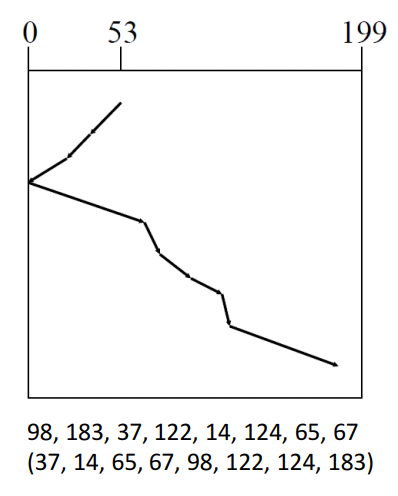 0 53 199
98, 183, 37, 122, 14, 124, 65, 67
(37, 14, 65, 67, 98, 122, 124, 183)